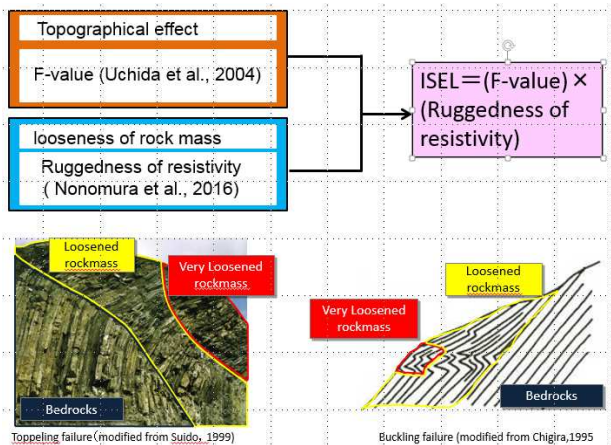 Topographical effect
F-value (Uchida et al., 2004)
looseness of rock mass
Ruggedness of resistivity
( Nonomura et al., 2016)
ISEL＝(F-value)×
(Ruggedness of
resistivity)
Loosened
rockmass
Very Loosened
rockmass
Bedrocks
Toppeling failure(modified from Suido，1999)
Loosened
rockmass
Very Loosened
rockmass
Bedrocks
Buckling failure (modified from Chigira,1995